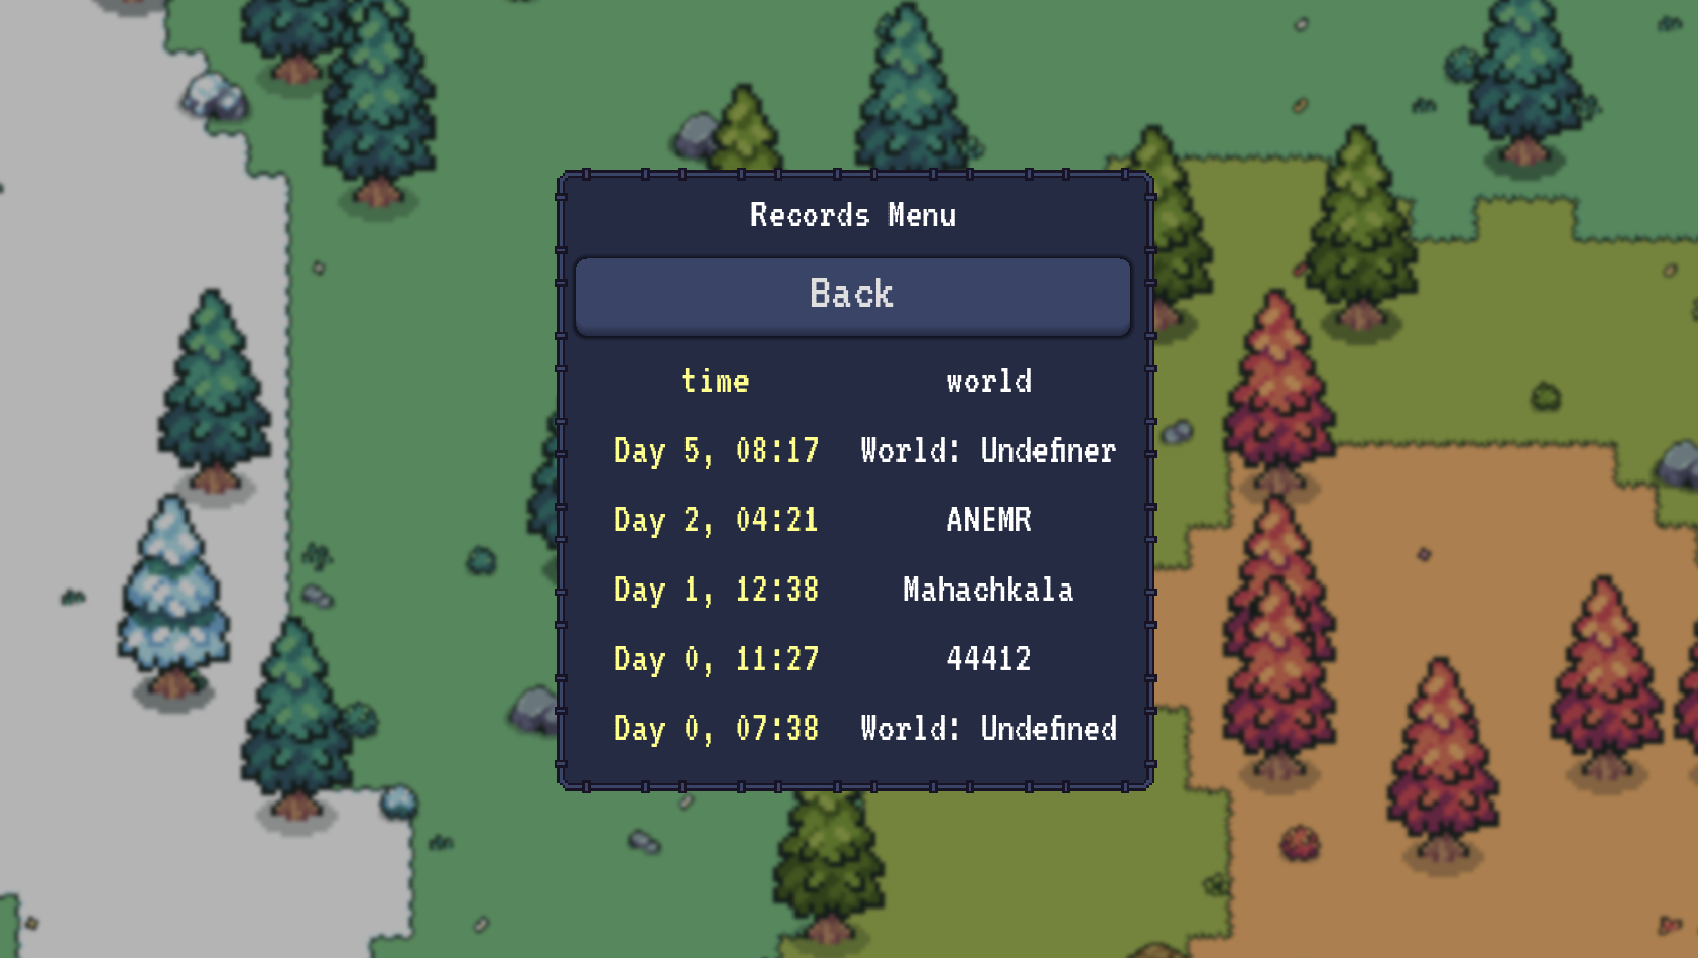 Records Menu
Back
time world
Day 5, 08:17 World: Undefiner
Day 2, 04:21 ANEMR
Day 1, 12:38 Mahachkala
Day 0, 11:27 44412
Day 0, 07:38 World: Undefined